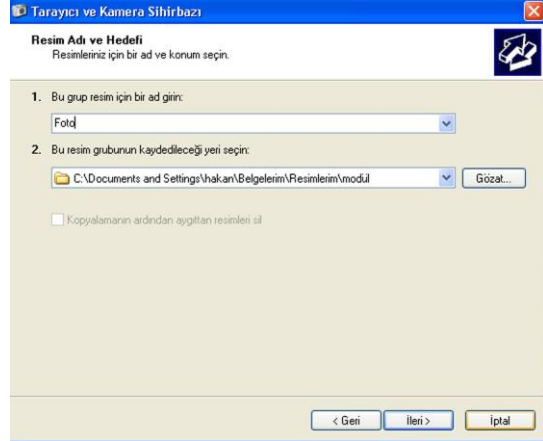 Tarayıcı ve Kamera Sihirbazı
Resim Adı ve Hedefi
Resimleriniz için bir ad ve konum seçin.
1. Bu grup resim için bir ad girin:
Foto
2. Bu resim grubunun kaydedileceği yeri seçin:
C:\Documents and Settings\hakan\Belgelerim\Resimlerim\modül Gözat...
Kopyalamanın ardından aygıttan resimleri sil
< Geri İleri > İptal